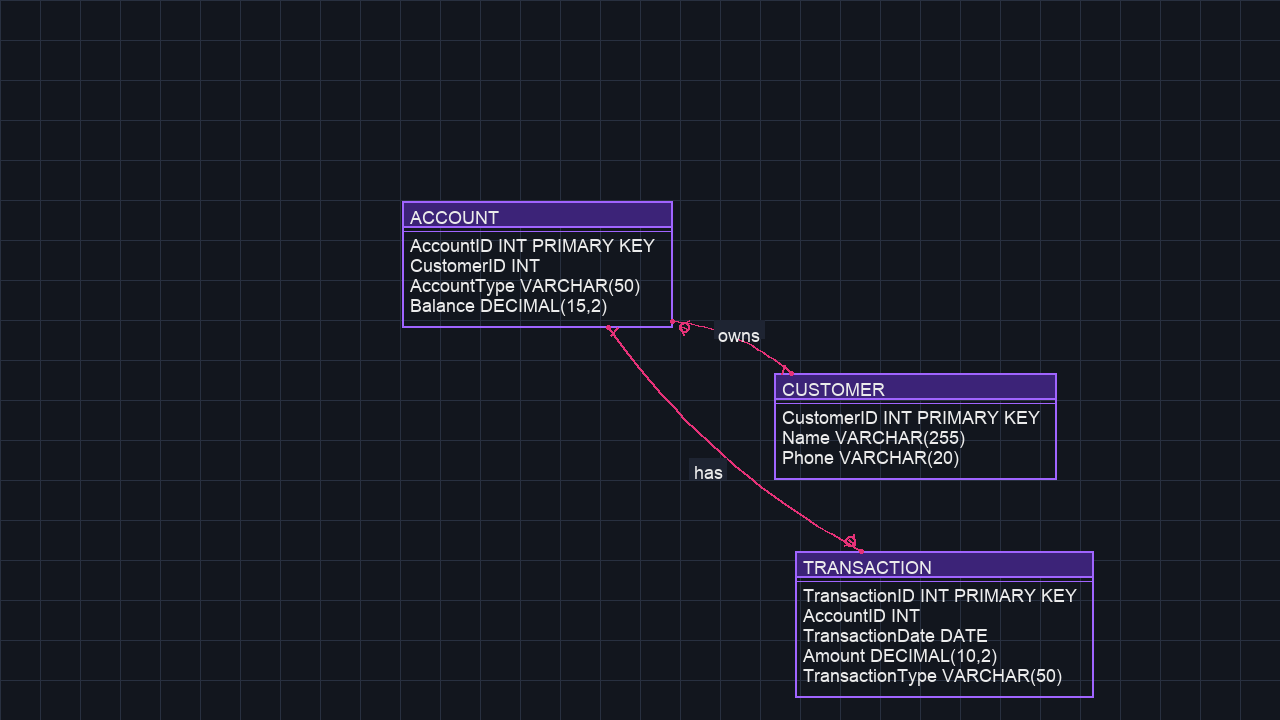 ACCOUNT
AccountID INT PRIMARY KEY
CustomerID INT
AccountType VARCHAR(50)
Balance DECIMAL(15,2)
owns
CUSTOMER
CustomerID INT PRIMARY KEY
Name VARCHAR(255)
Phone VARCHAR(20)
has
TRANSACTION
TransactionID INT PRIMARY KEY
AccountID INT
TransactionDate DATE
Amount DECIMAL(10,2)
TransactionType VARCHAR(50)